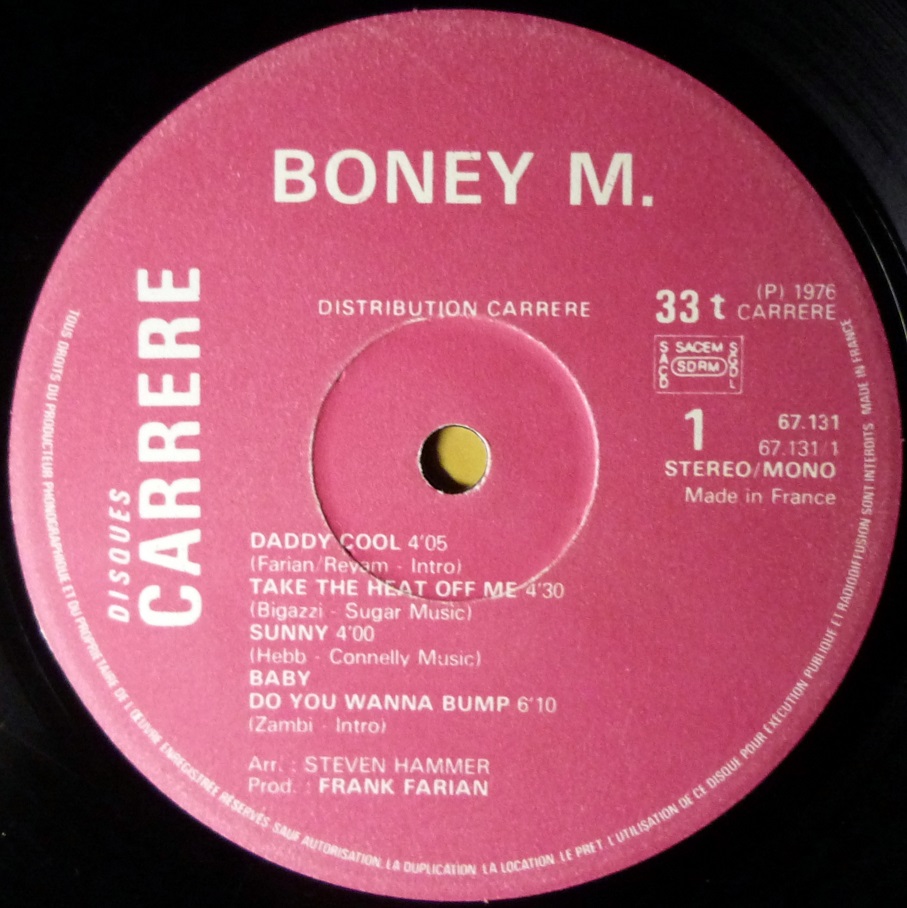 BONEY M.
DISQUES
CARRERE
DISTRIBUTION CARRERE
33 t
(P) 1976
CARRERE
SACD
SACEM
SDRM
SGDL
1
67.131
67.131/1
STEREO/MONO
Made in France
DADDY COOL 4'05
(Farian/Reyam - Intro)
TAKE THE HEAT OFF ME 4'30
(Bigazzi - Sugar Music)
SUNNY 4'00
(Hebb - Connelly Music)
BABY
DO YOU WANNA BUMP 6'10
(Zambi - Intro)
Arr. : STEVEN HAMMER
Prod. : FRANK FARIAN
TOUS DROITS DU PRODUCTEUR PHONOGRAPHIQUE ET DU PROPRIETAIRE DE L'ŒUVRE ENREGISTREE RÉSERVÉS SAUF AUTORISATION. LA DUPLICATION LA LOCATION. LE PRET. L'UTILISATION DE CE DISQUE POUR EXECUTION PUBLIQUE ET RADIODIFFUSION SONT INTERDITS MADE IN FRANCE